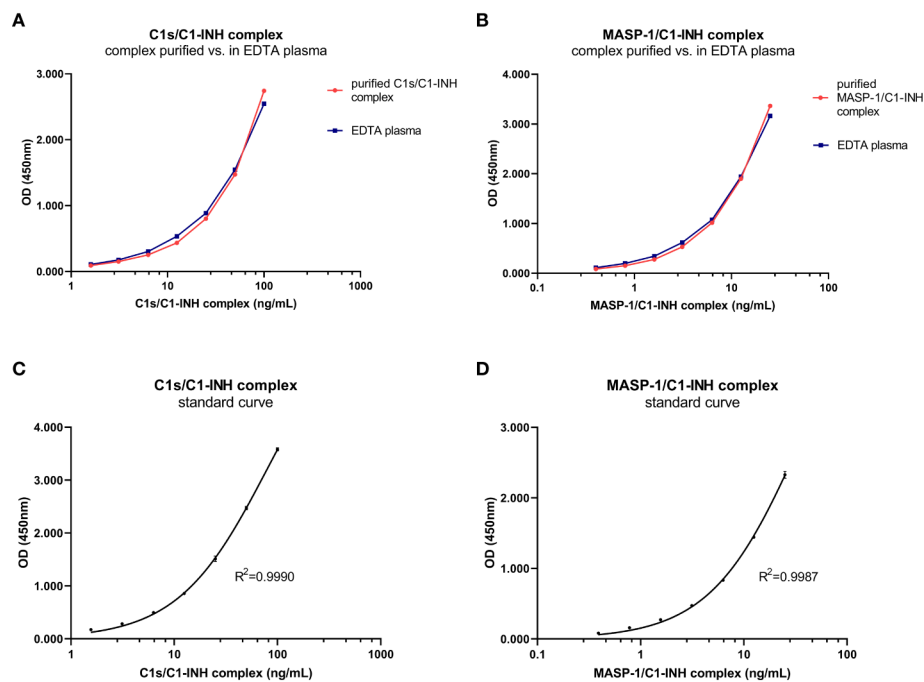 A
C1s/C1-INH complex
complex purified vs. in EDTA plasma
3.000
2.000
1.000
0.000
OD (450nm)
1
10
100
1000
C1s/C1-INH complex (ng/mL)
purified C1s/C1-INH
complex
EDTA plasma
B
MASP-1/C1-INH complex
complex purified vs. in EDTA plasma
4.000
3.000
2.000
1.000
0.000
OD (450nm)
0.1
1
10
100
MASP-1/C1-INH complex (ng/mL)
purified
MASP-1/C1-INH
complex
EDTA plasma
C
C1s/C1-INH complex
standard curve
4.000
3.000
2.000
1.000
0.000
OD (450nm)
R²=0.9990
1
10
100
1000
C1s/C1-INH complex (ng/mL)
D
MASP-1/C1-INH complex
standard curve
3.000
2.000
1.000
0.000
OD (450nm)
R²=0.9987
0.1
1
10
100
MASP-1/C1-INH complex (ng/mL)